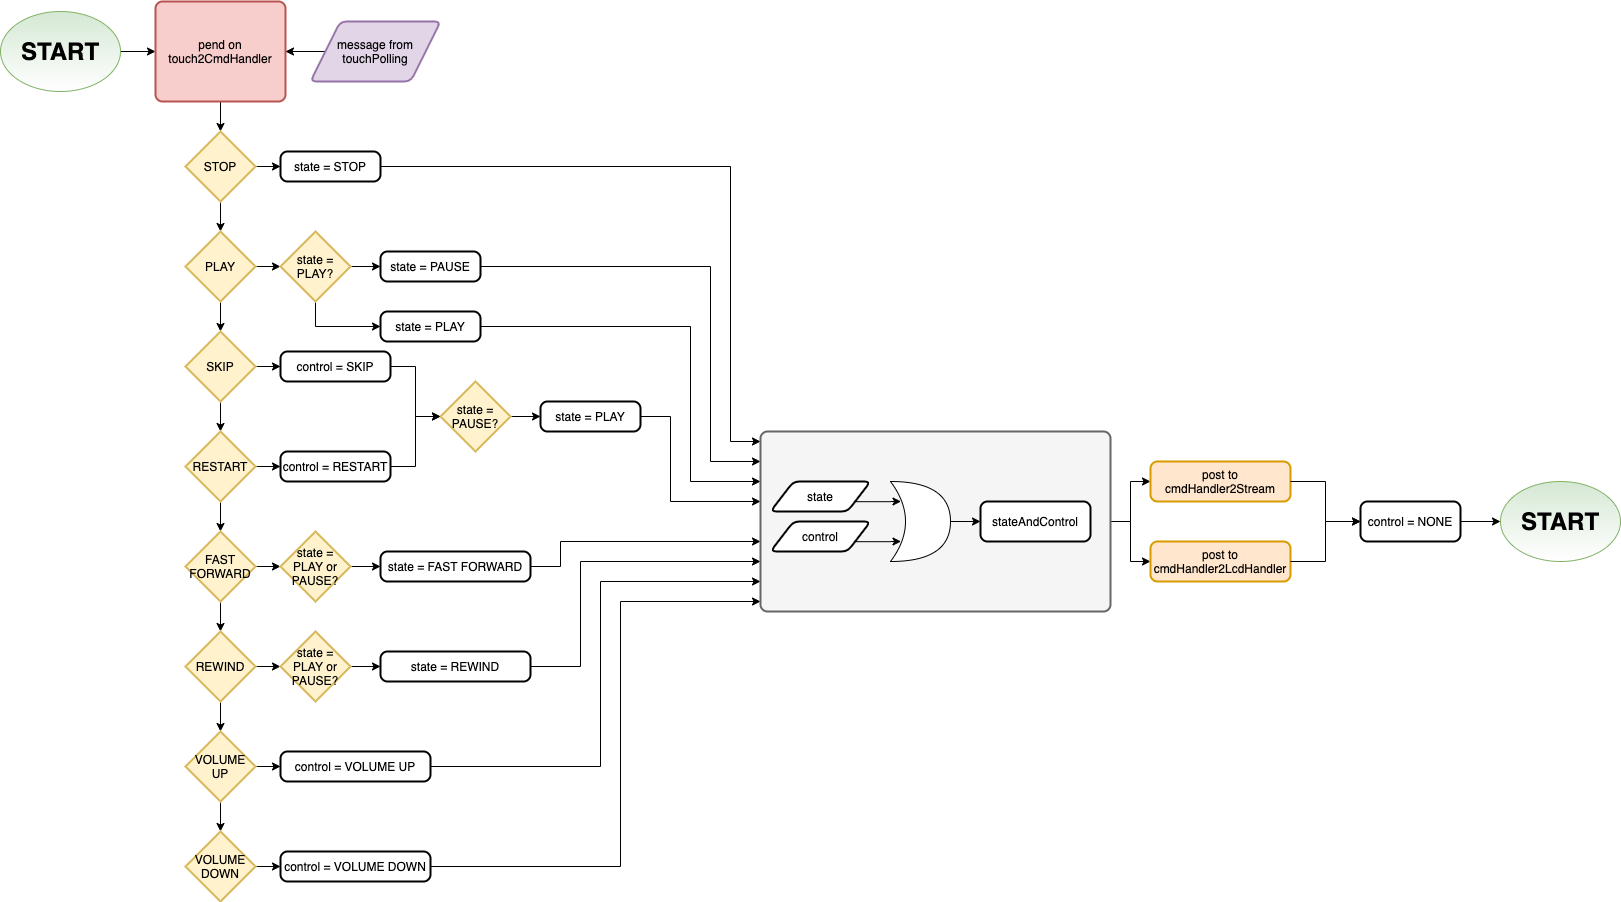 START
pend on
touch2CmdHandler
message from
touchPolling
STOP
state = STOP
PLAY
state =
PLAY?
state = PAUSE
state = PLAY
SKIP
control = SKIP
state =
PAUSE?
state = PLAY
RESTART
control = RESTART
state
control
stateAndControl
post to
cmdHandler2Stream
post to
cmdHandler2LcdHandler
control = NONE
START
FAST
FORWARD
state =
PLAY or
PAUSE?
state = FAST FORWARD
REWIND
state =
PLAY or
PAUSE?
state = REWIND
VOLUME
UP
control = VOLUME UP
VOLUME
DOWN
control = VOLUME DOWN